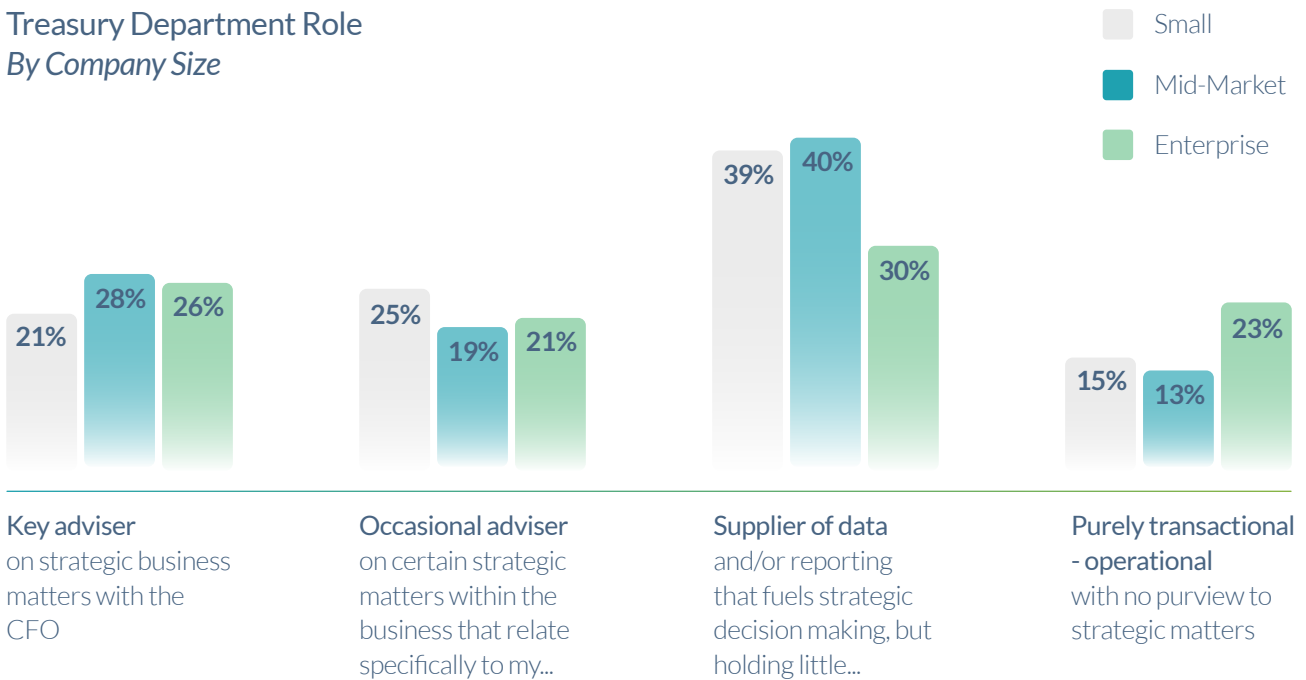 Treasury Department Role
By Company Size
Small
Mid-Market
Enterprise
21%
28%
26%
25%
19%
21%
39%
40%
30%
15%
13%
23%
Key adviser
on strategic business
matters with the
CFO
Occasional adviser
on certain strategic
matters within the
business that relate
specifically to my...
Supplier of data
and/or reporting
that fuels strategic
decision making, but
holding little...
Purely transactional
- operational
with no purview to
strategic matters